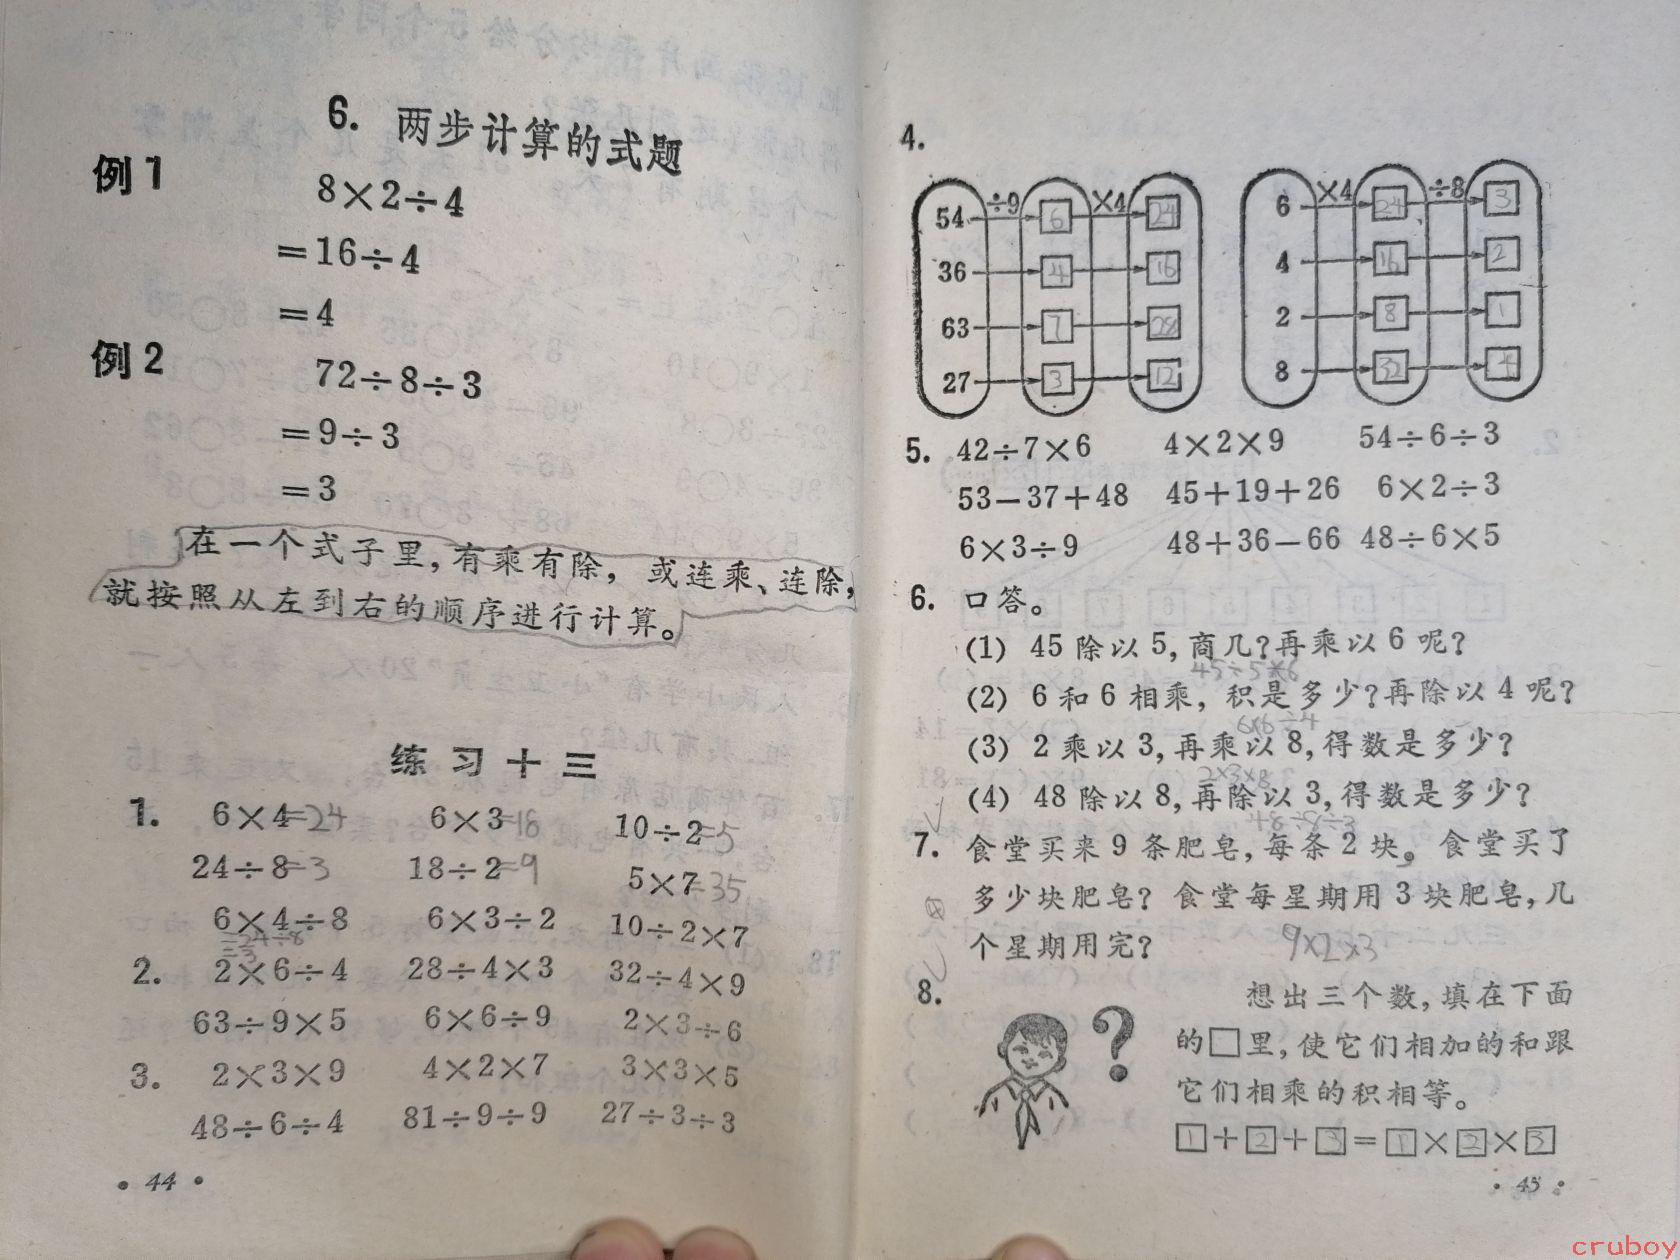 6. 两步计算的式题
例1
8×2÷4
=16÷4
=4
例2
72÷8÷3
=9÷3
=3
在一个式子里,有乘有除, 或连乘、连除,
就按照从左到右的顺序进行计算。
练习十三
1. 6×4=24 6×3=18 10÷2=5
24÷8=3 18÷2=9 5×7=35
6×4÷8 6×3÷2 10÷2×7
=24÷8
=3
2. 2×6÷4 28÷4×3 32÷4×9
63÷9×5 6×6÷9 2×3÷6
3. 2×3×9 4×2×7 3×3×5
48÷6÷4 81÷9÷9 27÷3÷3
• 44 •
4.
54 ÷9 6 ×4 24 6 ×4 24 ÷8 3
36 4 16 4 16 2
63 7 28 2 8 1
27 3 12 8 32 4
5. 42÷7×6 4×2×9 54÷6÷3
53-37+48 45+19+26 6×2÷3
6×3÷9 48+36-66 48÷6×5
6. 口答。
(1) 45除以5,商几?再乘以6呢?
45÷5×6
(2) 6和6相乘, 积是多少?再除以4呢?
6×6÷4
(3) 2乘以3,再乘以8,得数是多少?
2×3×8
(4) 48除以8,再除以3,得数是多少?
48÷8÷3
7. 食堂买来9条肥皂,每条2块。食堂买了
多少块肥皂? 食堂每星期用3块肥皂,几
个星期用完?
9×2×3
8. 想出三个数,填在下面
的□里,使它们相加的和跟
它们相乘的积相等。
?
1+2+3=1×2×3
• 45 •
cruboy